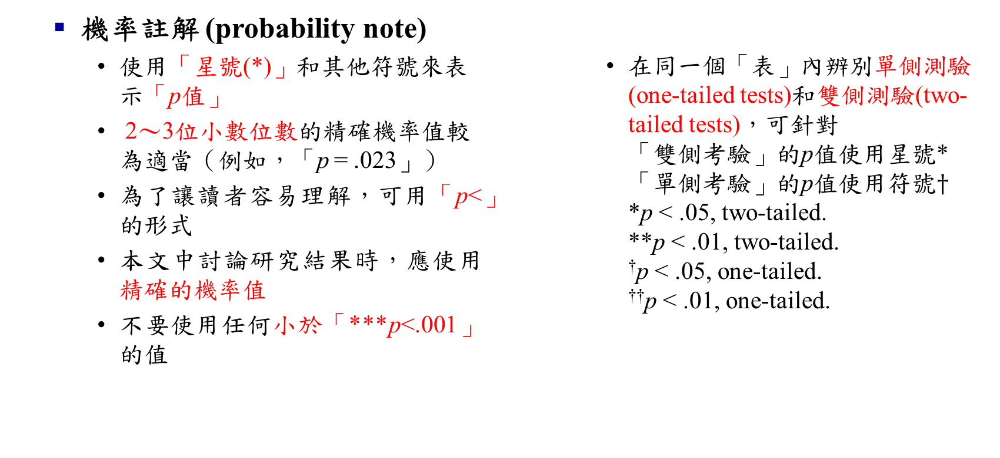 ▪ 機率註解(probability note)
• 使用「星號(*)」和其他符號來表
示「p值」
• 2～3位小數位數的精確機率值較
為適當（例如，「p = .023」）
• 為了讓讀者容易理解，可用「p<」
的形式
• 本文中討論研究結果時，應使用
精確的機率值
• 不要使用任何小於「***p<.001」
的值
• 在同一個「表」內辨別單側測驗
(one-tailed tests)和雙側測驗(two-
tailed tests)，可針對
「雙側考驗」的p值使用星號*
「單側考驗」的p值使用符號†
*p < .05, two-tailed.
**p < .01, two-tailed.
†p < .05, one-tailed.
††p < .01, one-tailed.